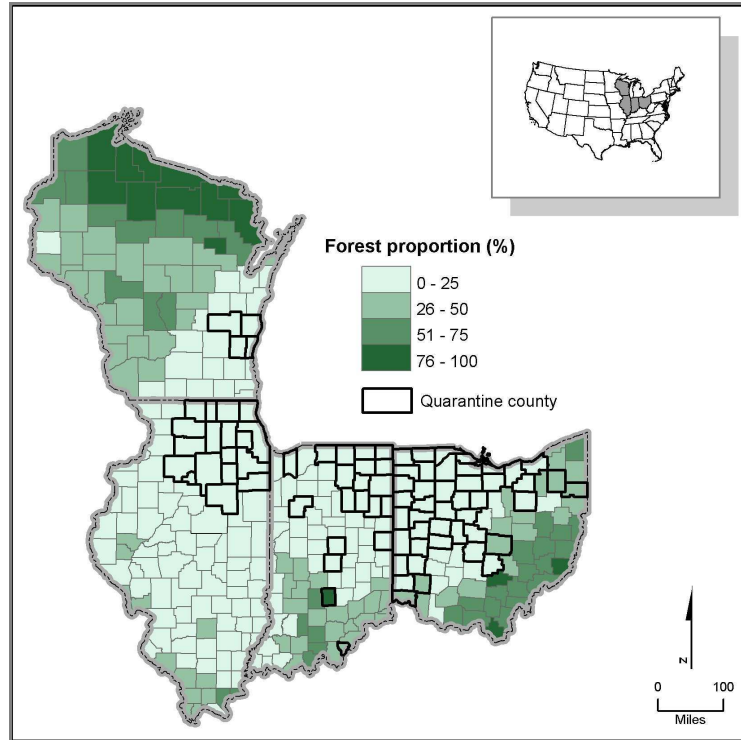 Forest proportion (%)
0 - 25
26 - 50
51 - 75
76 - 100
Quarantine county
N
0 100
Miles